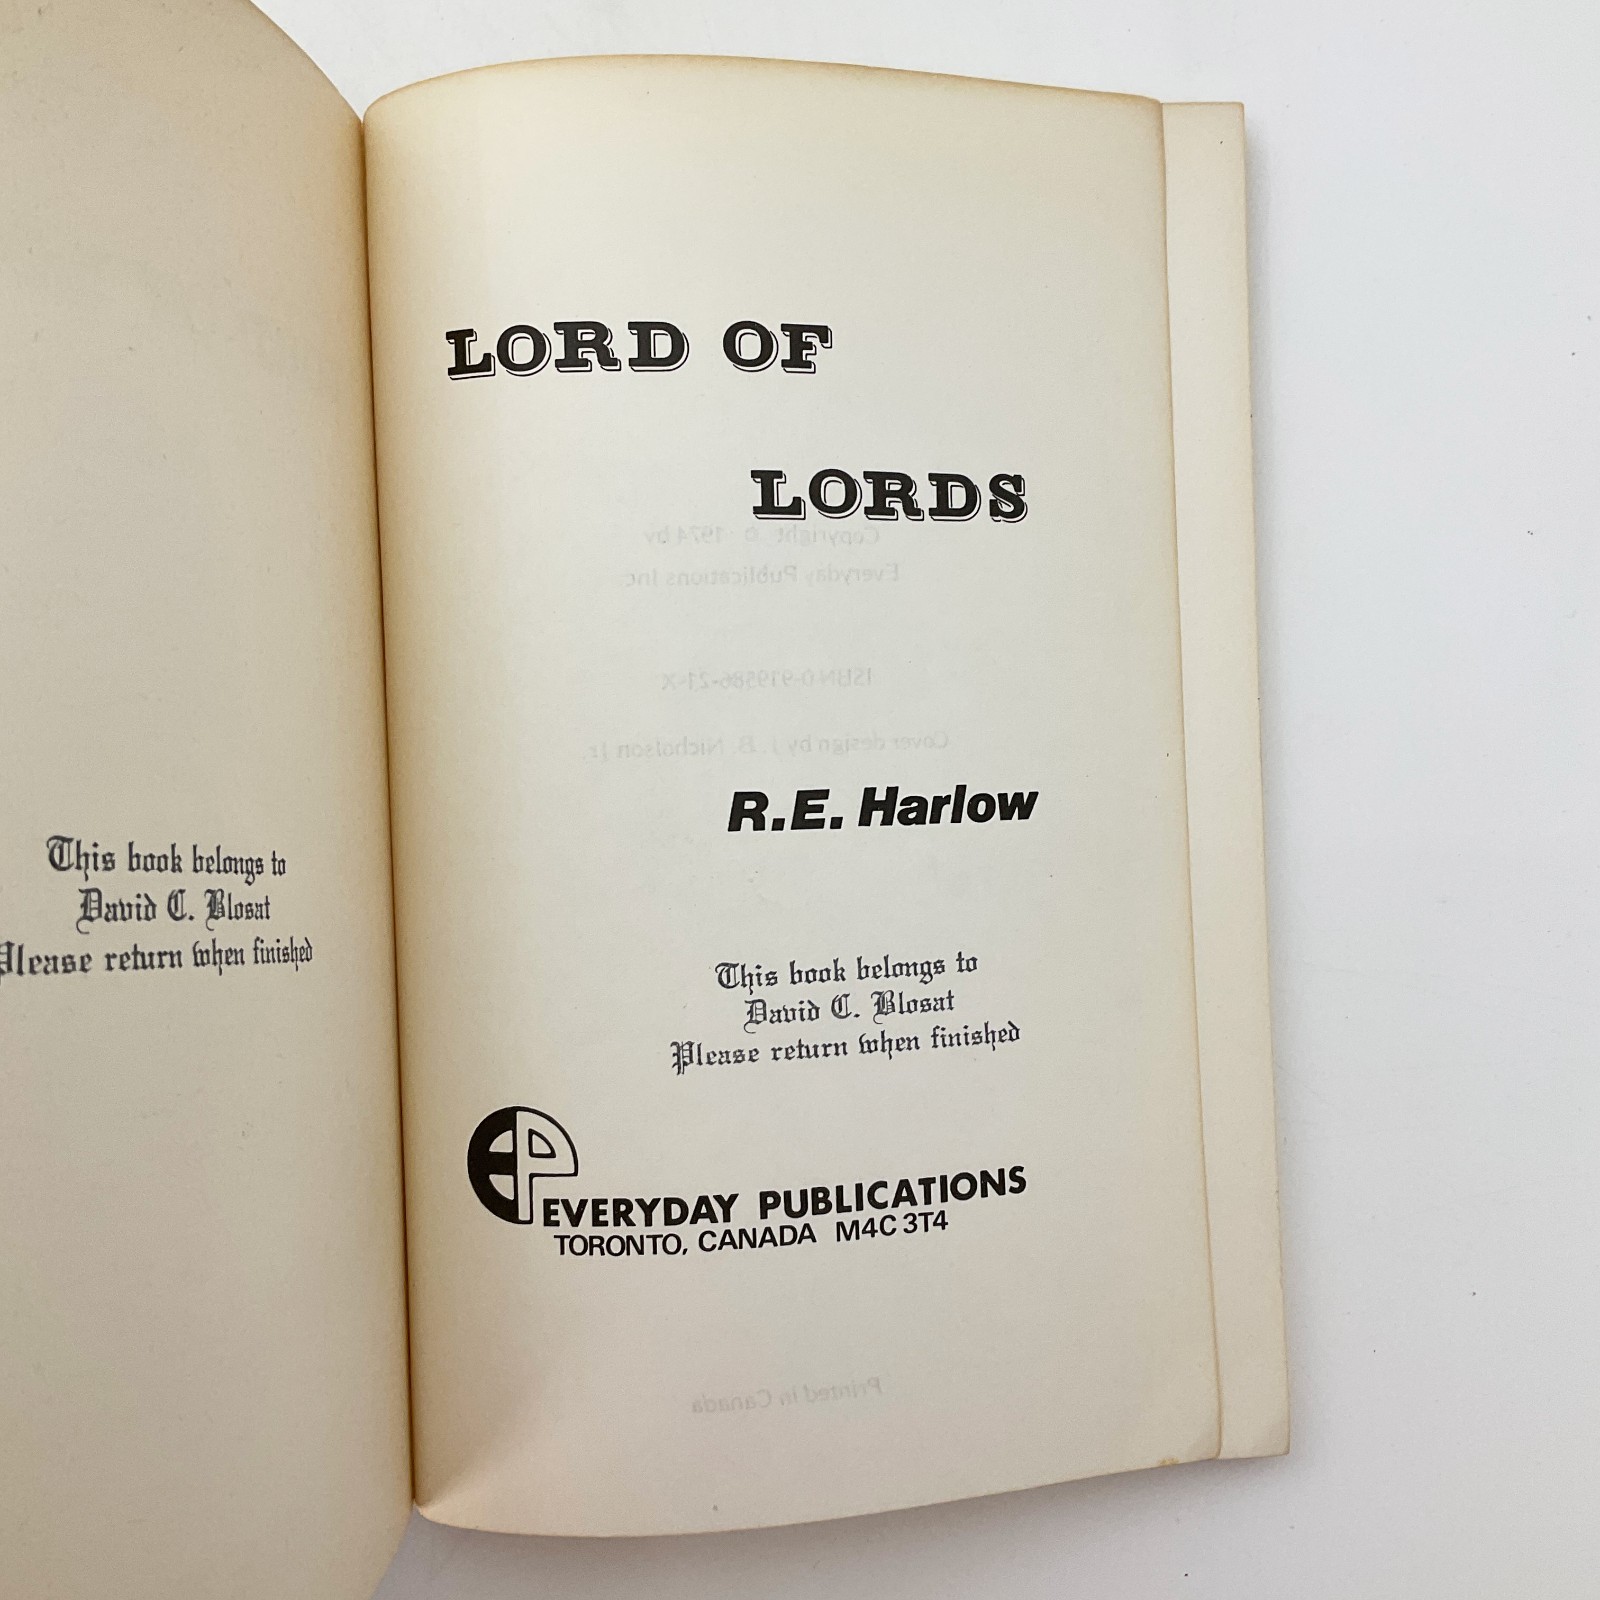 This book belongs to
David C. Blosat
Please return when finished
LORD OF
LORDS
Copyright © 1974 by
Everyday Publications Inc.
ISBN 0-919586-21-X
Cover design by J. B. Nicholson Jr.
R.E. Harlow
This book belongs to
David C. Blosat
Please return when finished
EP
EVERYDAY PUBLICATIONS
TORONTO, CANADA M4C 3T4
Printed in Canada